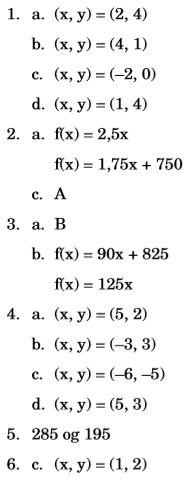 1. a. (x, y) = (2, 4)
b. (x, y) = (4, 1)
c. (x, y) = (–2, 0)
d. (x, y) = (1, 4)
2. a. f(x) = 2,5x
f(x) = 1,75x + 750
c. A
3. a. B
b. f(x) = 90x + 825
f(x) = 125x
4. a. (x, y) = (5, 2)
b. (x, y) = (–3, 3)
c. (x, y) = (–6, –5)
d. (x, y) = (5, 3)
5. 285 og 195
6. c. (x, y) = (1, 2)